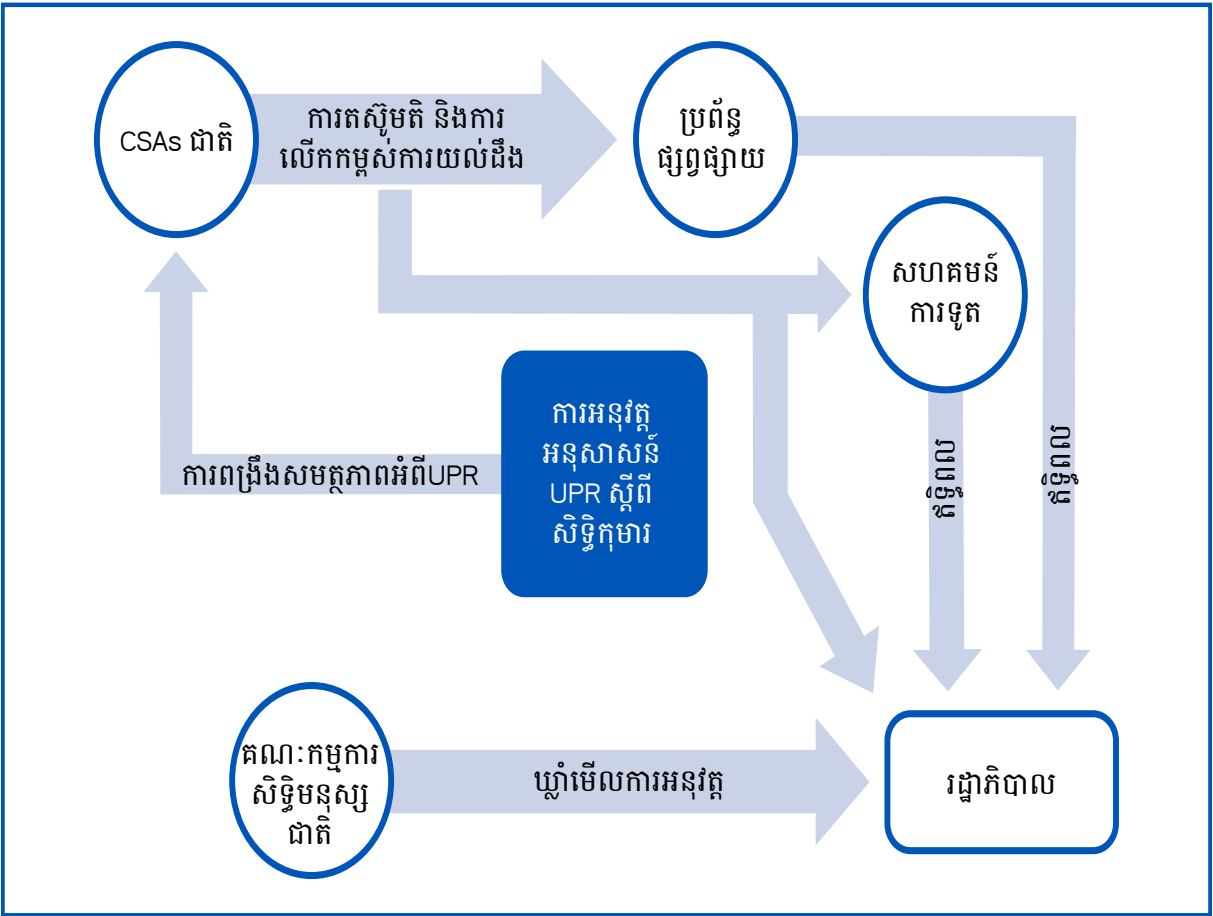 CSAs ជាតិ
ការតស៊ូមតិ និងការ
លើកកម្ពស់ការយល់ដឹង
ប្រព័ន្ធ
ផ្សព្វផ្សាយ
សហគមន៍
ការទូត
ការអនុវត្ត
អនុសាសន៍
UPR ស្តីពី
សិទ្ធិកុមារ
ការពង្រឹងសមត្ថភាពអំពីUPR
ឥទ្ធិពល
ឥទ្ធិពល
គណៈកម្មការ
សិទ្ធិមនុស្ស
ជាតិ
ឃ្លាំមើលការអនុវត្ត
រដ្ឋាភិបាល